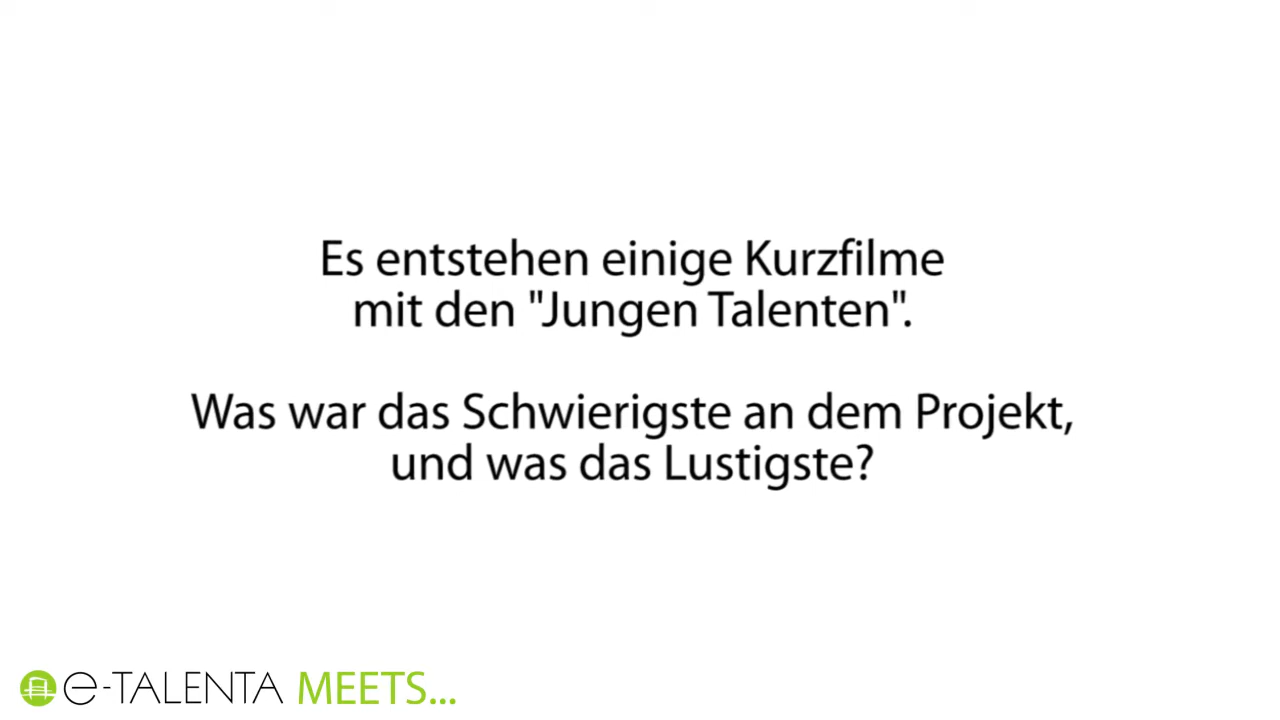 Es entstehen einige Kurzfilme
mit den "Jungen Talenten".
Was war das Schwierigste an dem Projekt,
und was das Lustigste?
e-TALENTA MEETS...